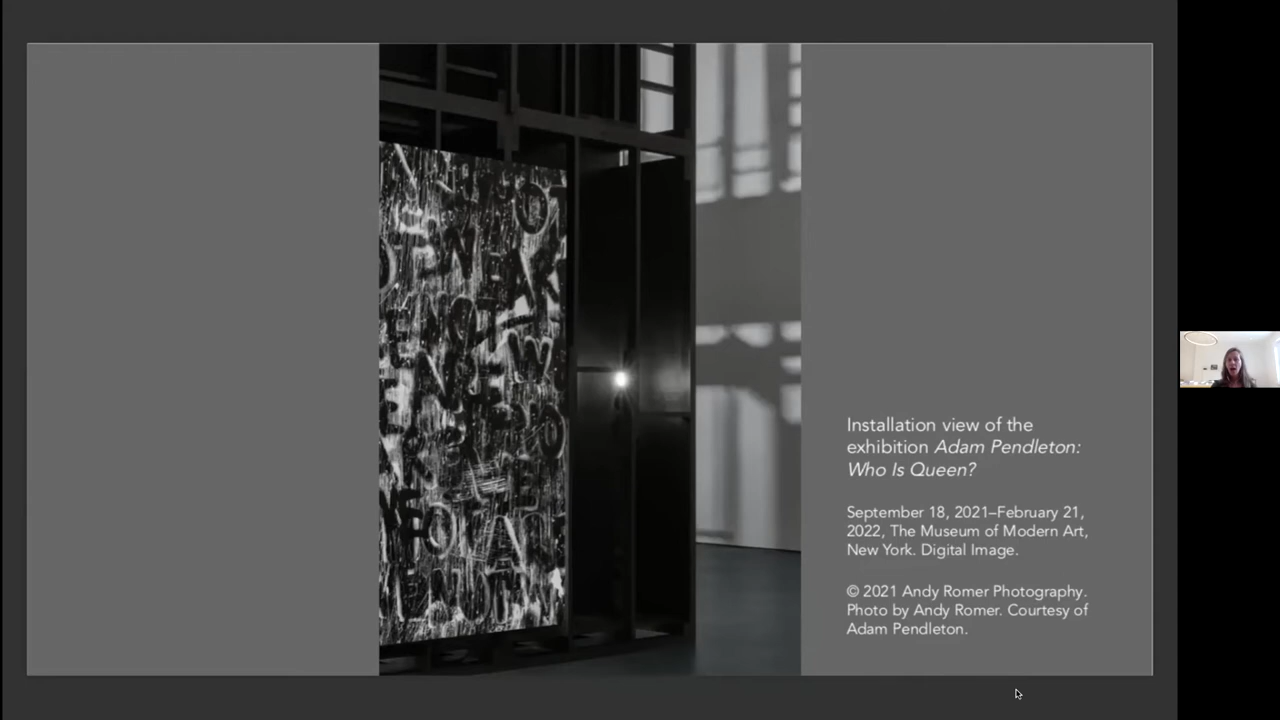 Installation view of the
exhibition Adam Pendleton:
Who Is Queen?
September 18, 2021–February 21,
2022, The Museum of Modern Art,
New York. Digital Image.
© 2021 Andy Romer Photography.
Photo by Andy Romer. Courtesy of
Adam Pendleton.